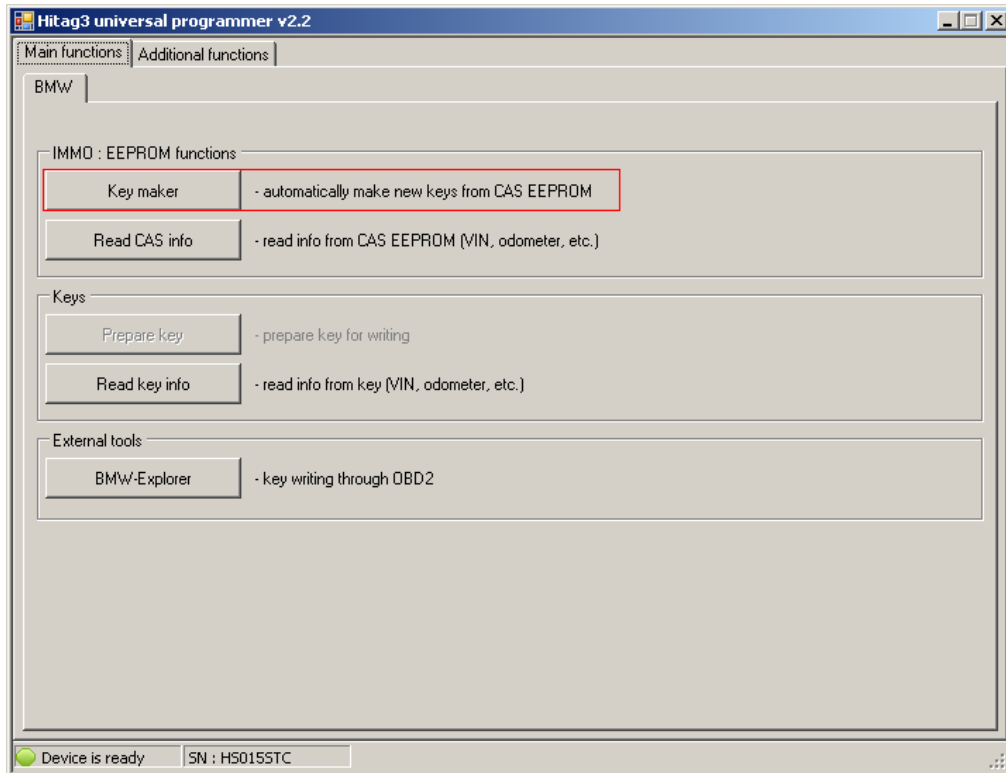 Hitag3 universal programmer v2.2
Main functions Additional functions
BMW
IMMO : EEPROM functions
Key maker - automatically make new keys from CAS EEPROM
Read CAS info - read info from CAS EEPROM (VIN, odometer, etc.)
Keys
Prepare key - prepare key for writing
Read key info - read info from key (VIN, odometer, etc.)
External tools
BMW-Explorer - key writing through OBD2
Device is ready SN : HS015STC